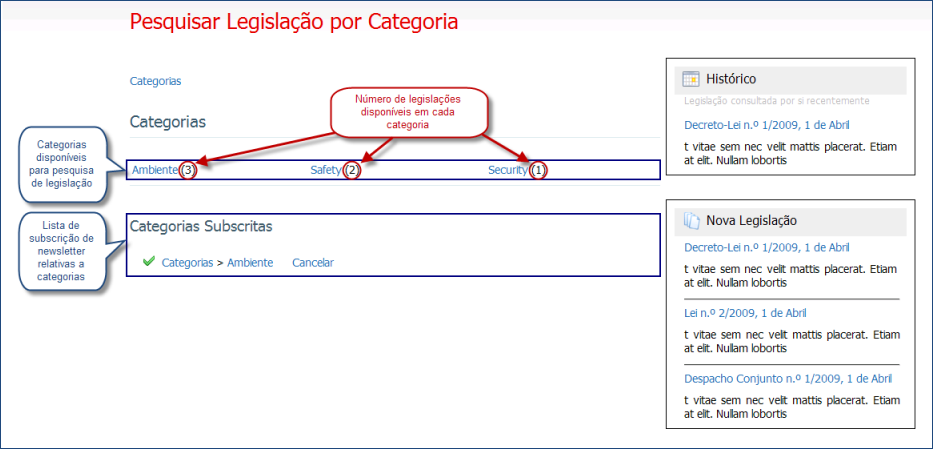 Pesquisar Legislação por Categoria
Categorias
Número de legislações
disponíveis em cada
categoria
Categorias
Categorias
disponíveis
para pesquisa
de legislação
Ambiente (3)
Safety (2)
Security (1)
Lista de
subscrição de
newsletter
relativas a
categorias
Categorias Subscritas
Categorias > Ambiente Cancelar
Histórico
Legislação consultada por si recentemente
Decreto-Lei n.º 1/2009, 1 de Abril
t vitae sem nec velit mattis placerat. Etiam
at elit. Nullam lobortis
Nova Legislação
Decreto-Lei n.º 1/2009, 1 de Abril
t vitae sem nec velit mattis placerat. Etiam
at elit. Nullam lobortis
Lei n.º 2/2009, 1 de Abril
t vitae sem nec velit mattis placerat. Etiam
at elit. Nullam lobortis
Despacho Conjunto n.º 1/2009, 1 de Abril
t vitae sem nec velit mattis placerat. Etiam
at elit. Nullam lobortis